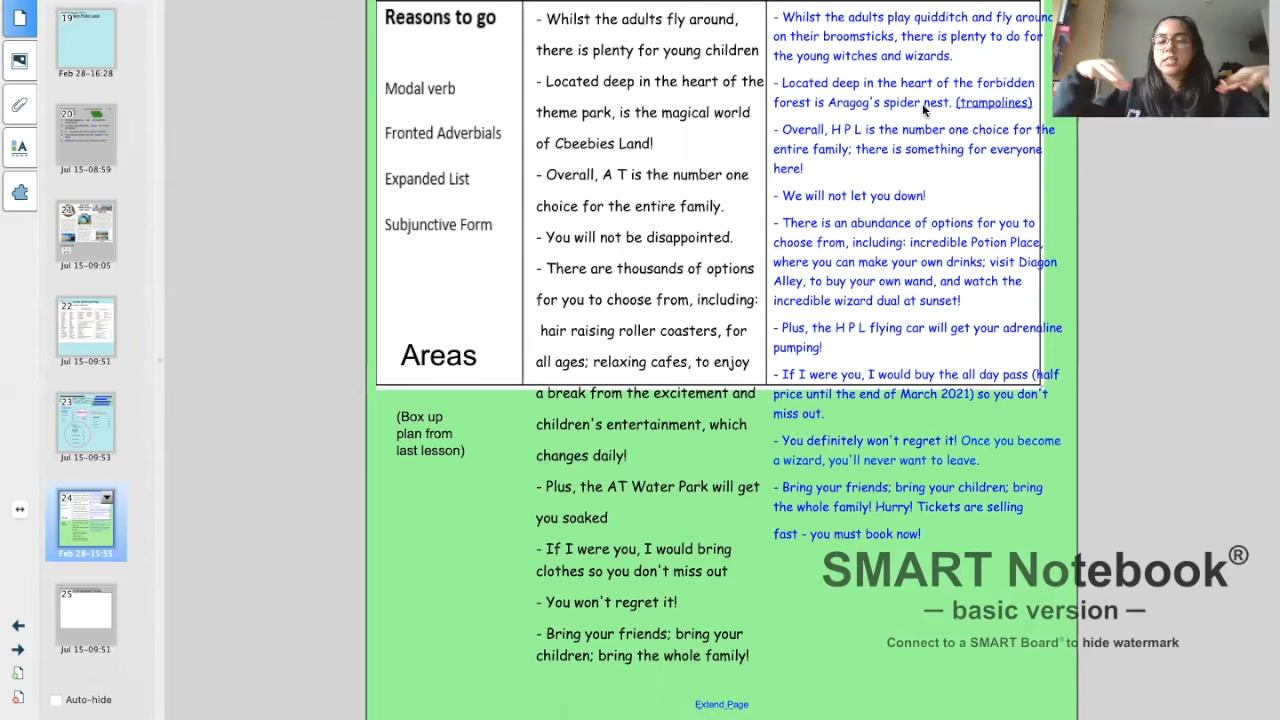 19
Feb 28-16:28
20
Jul 15-08:59
21
Jul 15-09:05
22
Jul 15-09:51
23
Jul 15-09:53
24
Feb 28-15:55
25
Jul 15-09:51
Auto-hide
Reasons to go
Modal verb
Fronted Adverbials
Expanded List
Subjunctive Form
Areas
(Box up
plan from
last lesson)
- Whilst the adults fly around,
there is plenty for young children
- Located deep in the heart of the
theme park, is the magical world
of Cbeebies Land!
- Overall, A T is the number one
choice for the entire family.
- You will not be disappointed.
- There are thousands of options
for you to choose from, including:
hair raising roller coasters, for
all ages; relaxing cafes, to enjoy
a break from the excitement and
children's entertainment, which
changes daily!
- Plus, the AT Water Park will get
you soaked
- If I were you, I would bring
clothes so you don't miss out
- You won't regret it!
- Bring your friends; bring your
children; bring the whole family!
- Whilst the adults play quidditch and fly around
on their broomsticks, there is plenty to do for
the young witches and wizards.
- Located deep in the heart of the forbidden
forest is Aragog's spider nest. (trampolines)
- Overall, H P L is the number one choice for the
entire family; there is something for everyone
here!
- We will not let you down!
- There is an abundance of options for you to
choose from, including: incredible Potion Place,
where you can make your own drinks; visit Diagon
Alley, to buy your own wand, and watch the
incredible wizard dual at sunset!
- Plus, the H P L flying car will get your adrenaline
pumping!
- If I were you, I would buy the all day pass (half
price until the end of March 2021) so you don't
miss out.
- You definitely won't regret it! Once you become
a wizard, you'll never want to leave.
- Bring your friends; bring your children; bring
the whole family! Hurry! Tickets are selling
fast - you must book now!
SMART Notebook®
— basic version —
Connect to a SMART Board® to hide watermark
Extend Page